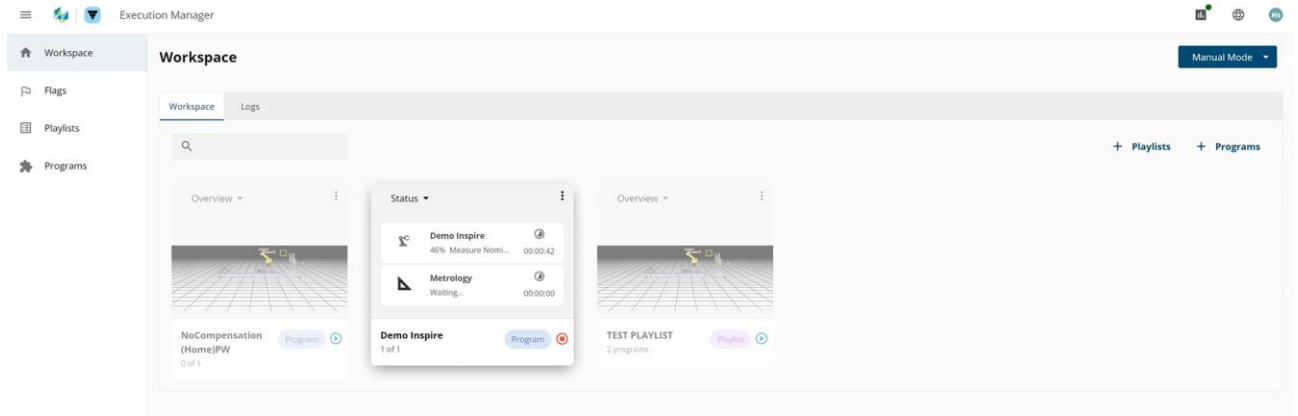 Execution Manager
Hs
Workspace
Flags
Playlists
Programs
Workspace
Manual Mode
Workspace
Logs
+ Playlists
+ Programs
Overview
NoCompensation
(Home)PW
Program
0 of 1
Status
Demo Inspire
46% Measure Nomi...
00:00:42
Metrology
Waiting...
00:00:00
Demo Inspire
Program
1 of 1
Overview
TEST PLAYLIST
Playlist
2 programs